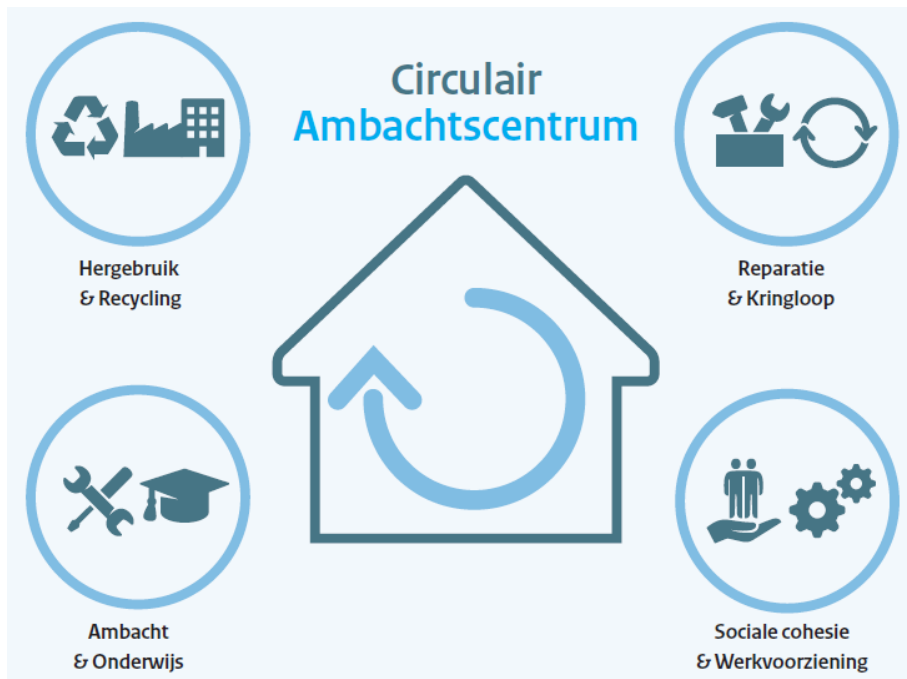 Circulair
Ambachtscentrum
Hergebruik
& Recycling
Reparatie
& Kringloop
Ambacht
& Onderwijs
Sociale cohesie
& Werkvoorziening